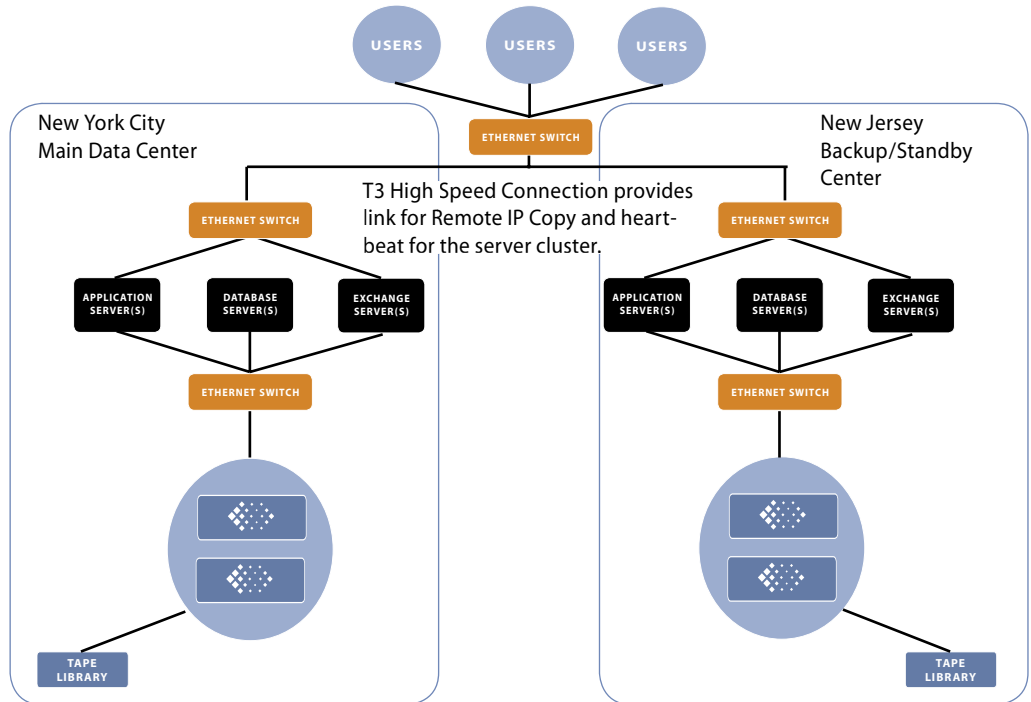 USERS
USERS
USERS
New York City
Main Data Center
ETHERNET SWITCH
New Jersey
Backup/Standby
Center
T3 High Speed Connection provides
link for Remote IP Copy and heart-
beat for the server cluster.
ETHERNET SWITCH
ETHERNET SWITCH
APPLICATION
SERVER(S)
DATABASE
SERVER(S)
EXCHANGE
SERVER(S)
APPLICATION
SERVER(S)
DATABASE
SERVER(S)
EXCHANGE
SERVER(S)
ETHERNET SWITCH
ETHERNET SWITCH
TAPE
LIBRARY
TAPE
LIBRARY